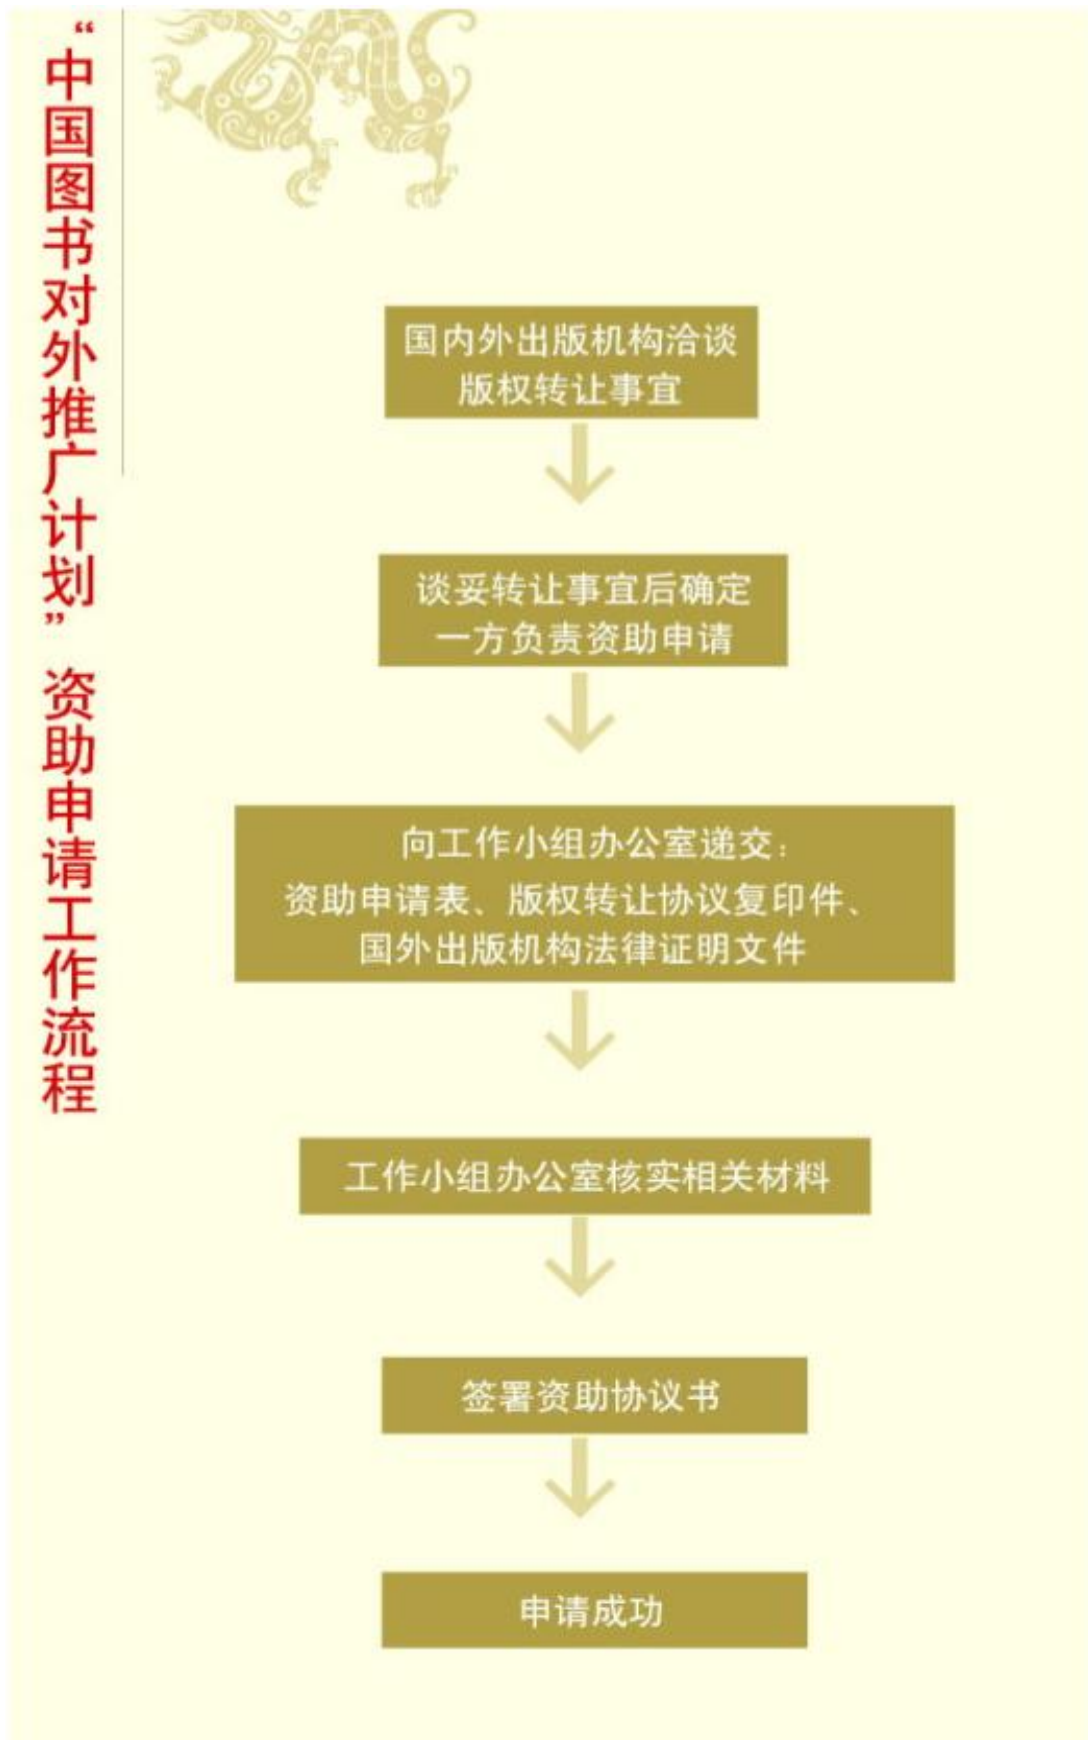 “中国图书对外推广计划”资助申请工作流程
国内外出版机构洽谈
版权转让事宜
谈妥转让事宜后确定
一方负责资助申请
向工作小组办公室递交：
资助申请表、版权转让协议复印件、
国外出版机构法律证明文件
工作小组办公室核实相关材料
签署资助协议书
申请成功